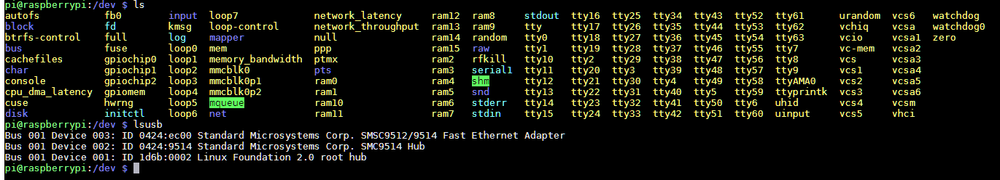 pi@raspberrypi:/dev $ ls
autofs fb0 input loop7 network_latency ram12 ram8 stdout tty16 tty25 tty34 tty43 tty52 tty61 urandom vcs6 watchdog
block fd kmsg loop-control network_throughput ram13 ram9 tty tty17 tty26 tty35 tty44 tty53 tty62 vchiq vcsa watchdog0
btrfs-control full log mapper null ram14 random tty0 tty18 tty27 tty36 tty45 tty54 tty63 vcio vcsa1 zero
bus fuse loop0 mem ppp ram15 raw tty1 tty19 tty28 tty37 tty46 tty55 tty7 vc-mem vcsa2
cachefiles gpiochip0 loop1 memory_bandwidth ptmx ram2 rfkill tty10 tty2 tty29 tty38 tty47 tty56 tty8 vcs vcsa3
char gpiochip1 loop2 mmcblk0 pts ram3 serial1 tty11 tty20 tty3 tty39 tty48 tty57 tty9 vcs1 vcsa4
console gpiochip2 loop3 mmcblk0p1 ram0 ram4 shm tty12 tty21 tty30 tty4 tty49 tty58 ttyAMA0 vcs2 vcsa5
cpu_dma_latency gpiomem loop4 mmcblk0p2 ram1 ram5 snd tty13 tty22 tty31 tty40 tty5 tty59 ttyprintk vcs3 vcsa6
cuse hwrng loop5 mqueue ram10 ram6 stderr tty14 tty23 tty32 tty41 tty50 tty6 uhid vcs4 vcsm
disk initctl loop6 net ram11 ram7 stdin tty15 tty24 tty33 tty42 tty51 tty60 uinput vcs5 vhci
pi@raspberrypi:/dev $ lsusb
Bus 001 Device 003: ID 0424:ec00 Standard Microsystems Corp. SMSC9512/9514 Fast Ethernet Adapter
Bus 001 Device 002: ID 0424:9514 Standard Microsystems Corp. SMC9514 Hub
Bus 001 Device 001: ID 1d6b:0002 Linux Foundation 2.0 root hub
pi@raspberrypi:/dev $